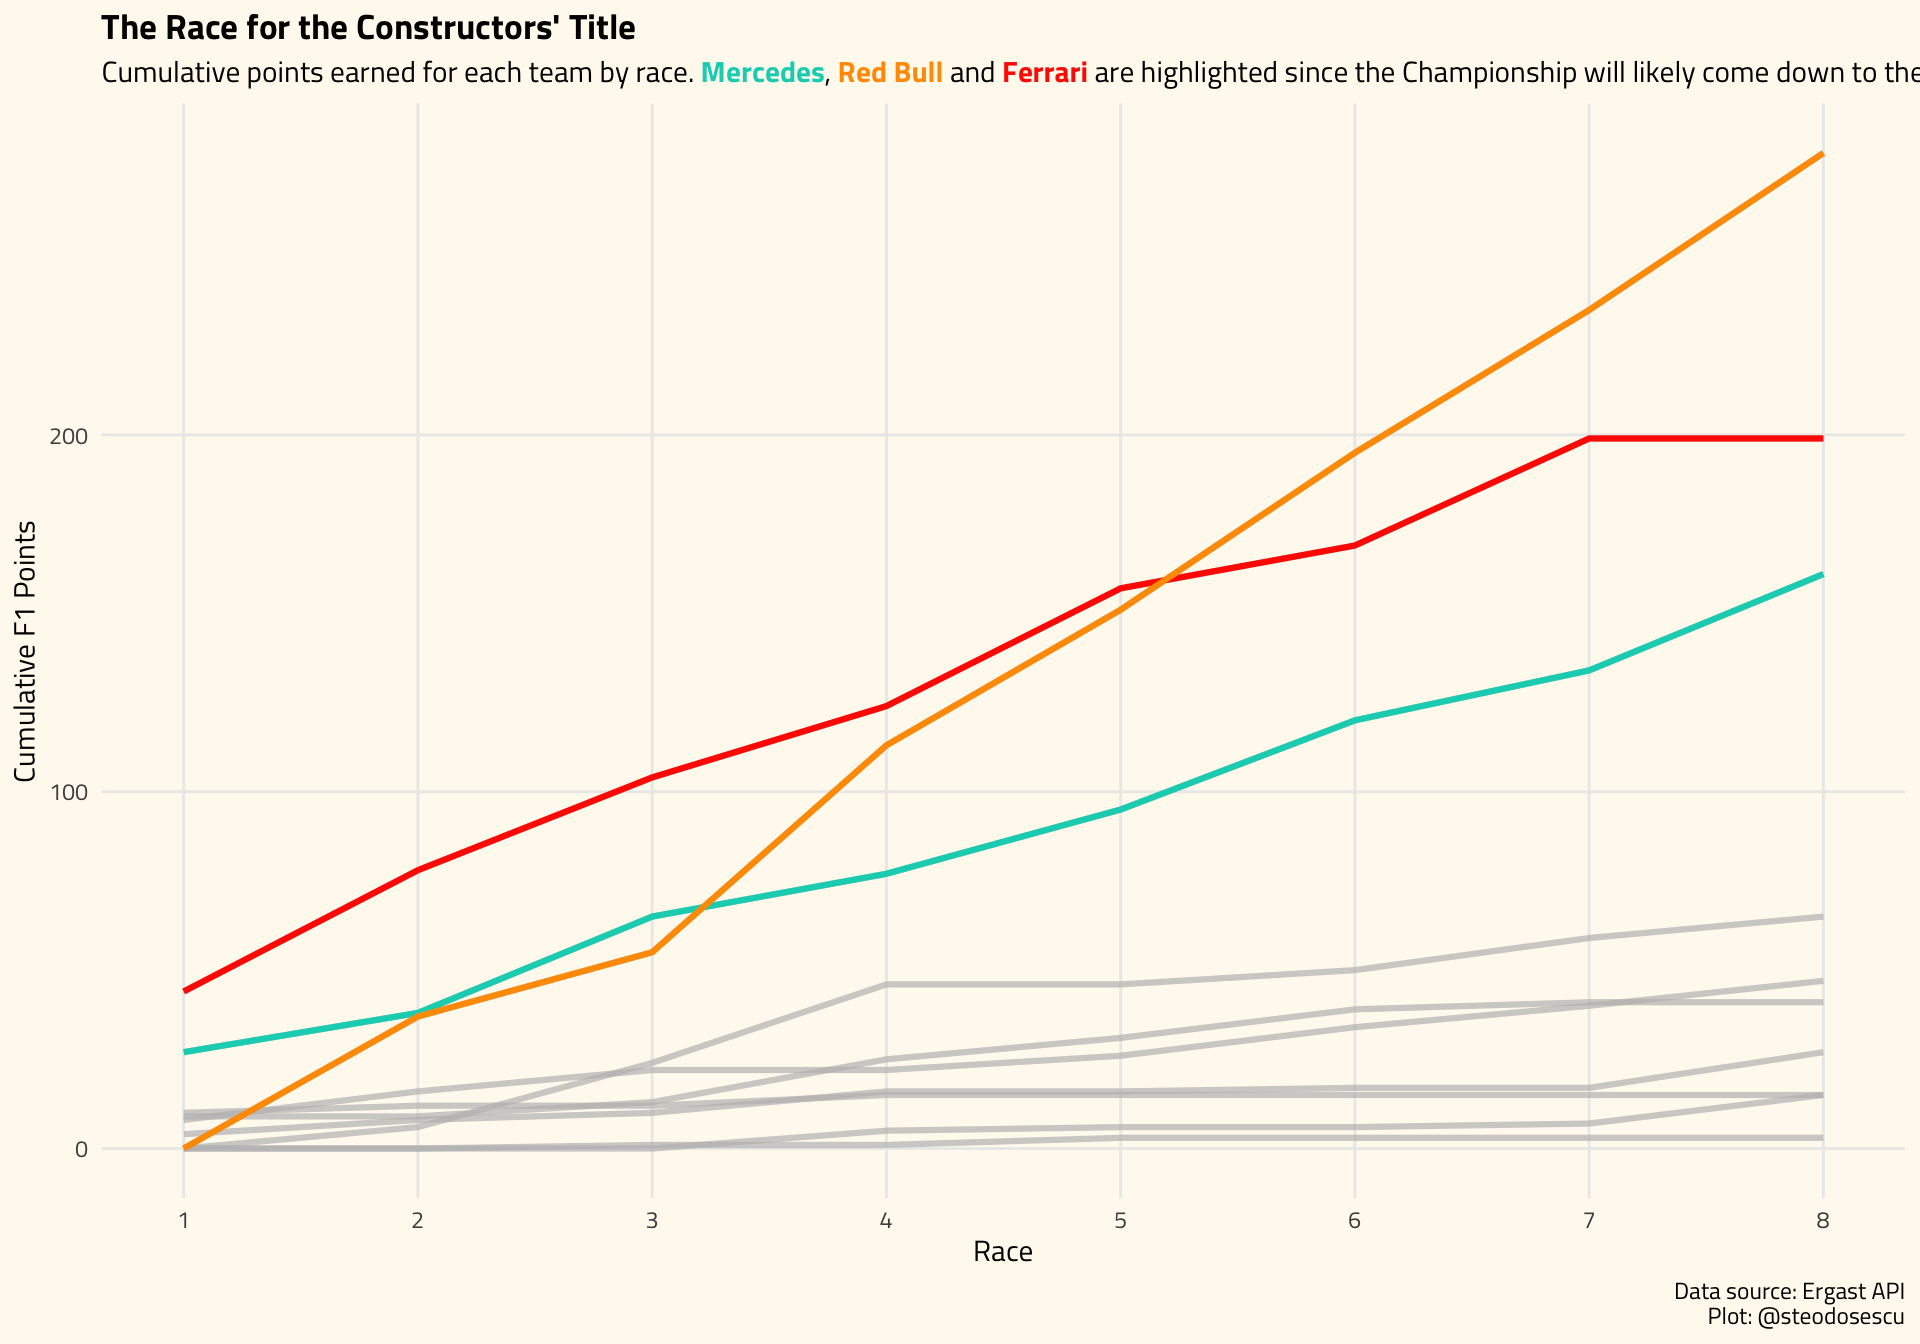 The Race for the Constructors' Title
Cumulative points earned for each team by race. Mercedes, Red Bull and Ferrari are highlighted since the Championship will likely come down to the
200
100
0
Cumulative F1 Points
1 2 3 4 5 6 7 8
Race
Data source: Ergast API
Plot: @steodosescu